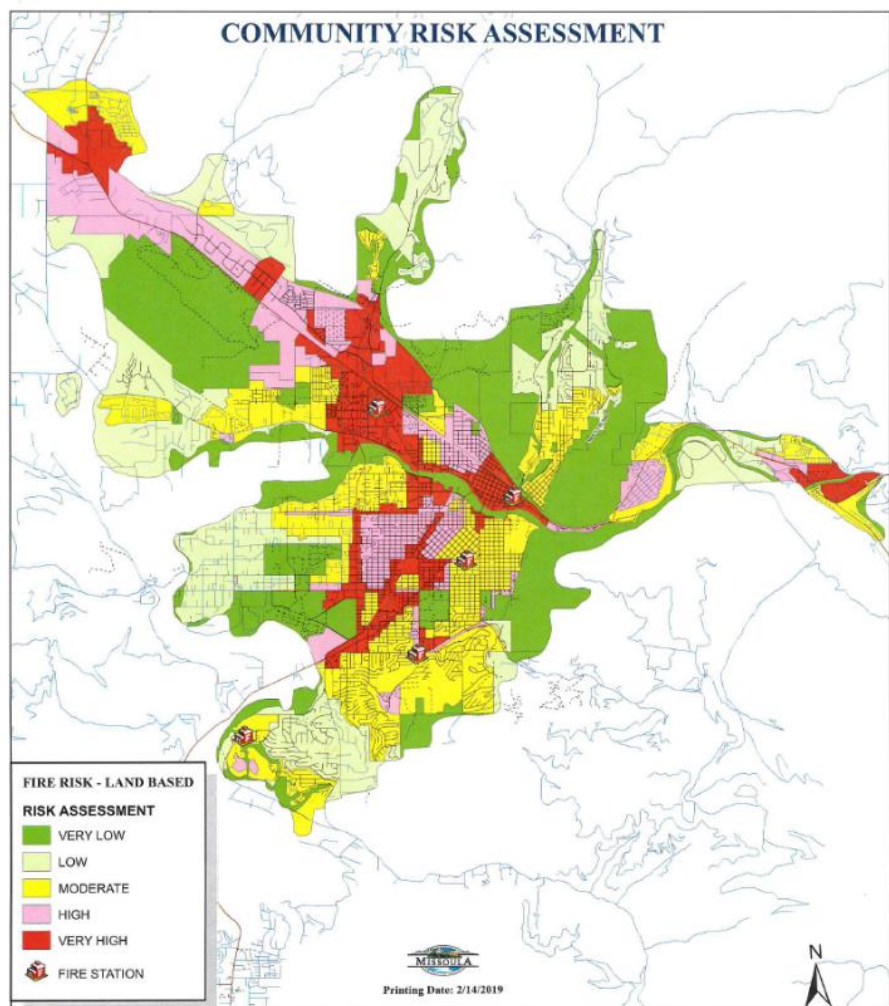 COMMUNITY RISK ASSESSMENT
FIRE RISK - LAND BASED
RISK ASSESSMENT
VERY LOW
LOW
MODERATE
HIGH
VERY HIGH
FIRE STATION
MISSOULA
Printing Date: 2/14/2019
N